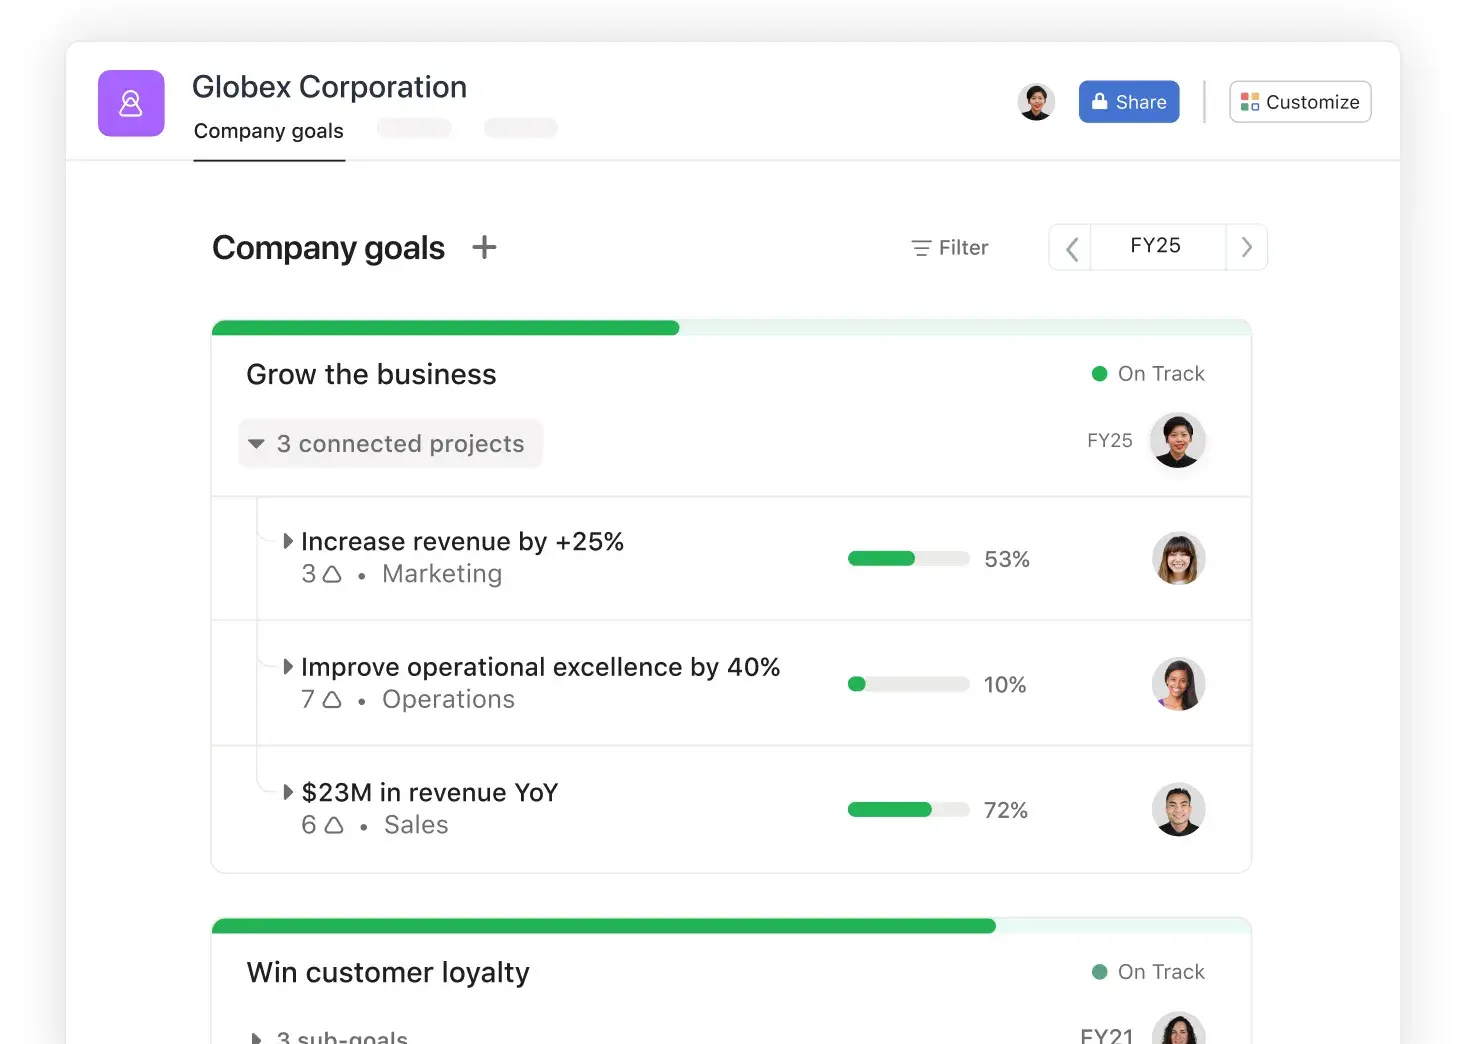 Globex Corporation
Company goals
Share
Customize
Company goals
Filter
FY25
Grow the business
On Track
3 connected projects
FY25
Increase revenue by +25%
53%
3 • Marketing
Improve operational excellence by 40%
10%
7 • Operations
$23M in revenue YoY
72%
6 • Sales
Win customer loyalty
On Track
3 sub-goals
FY21